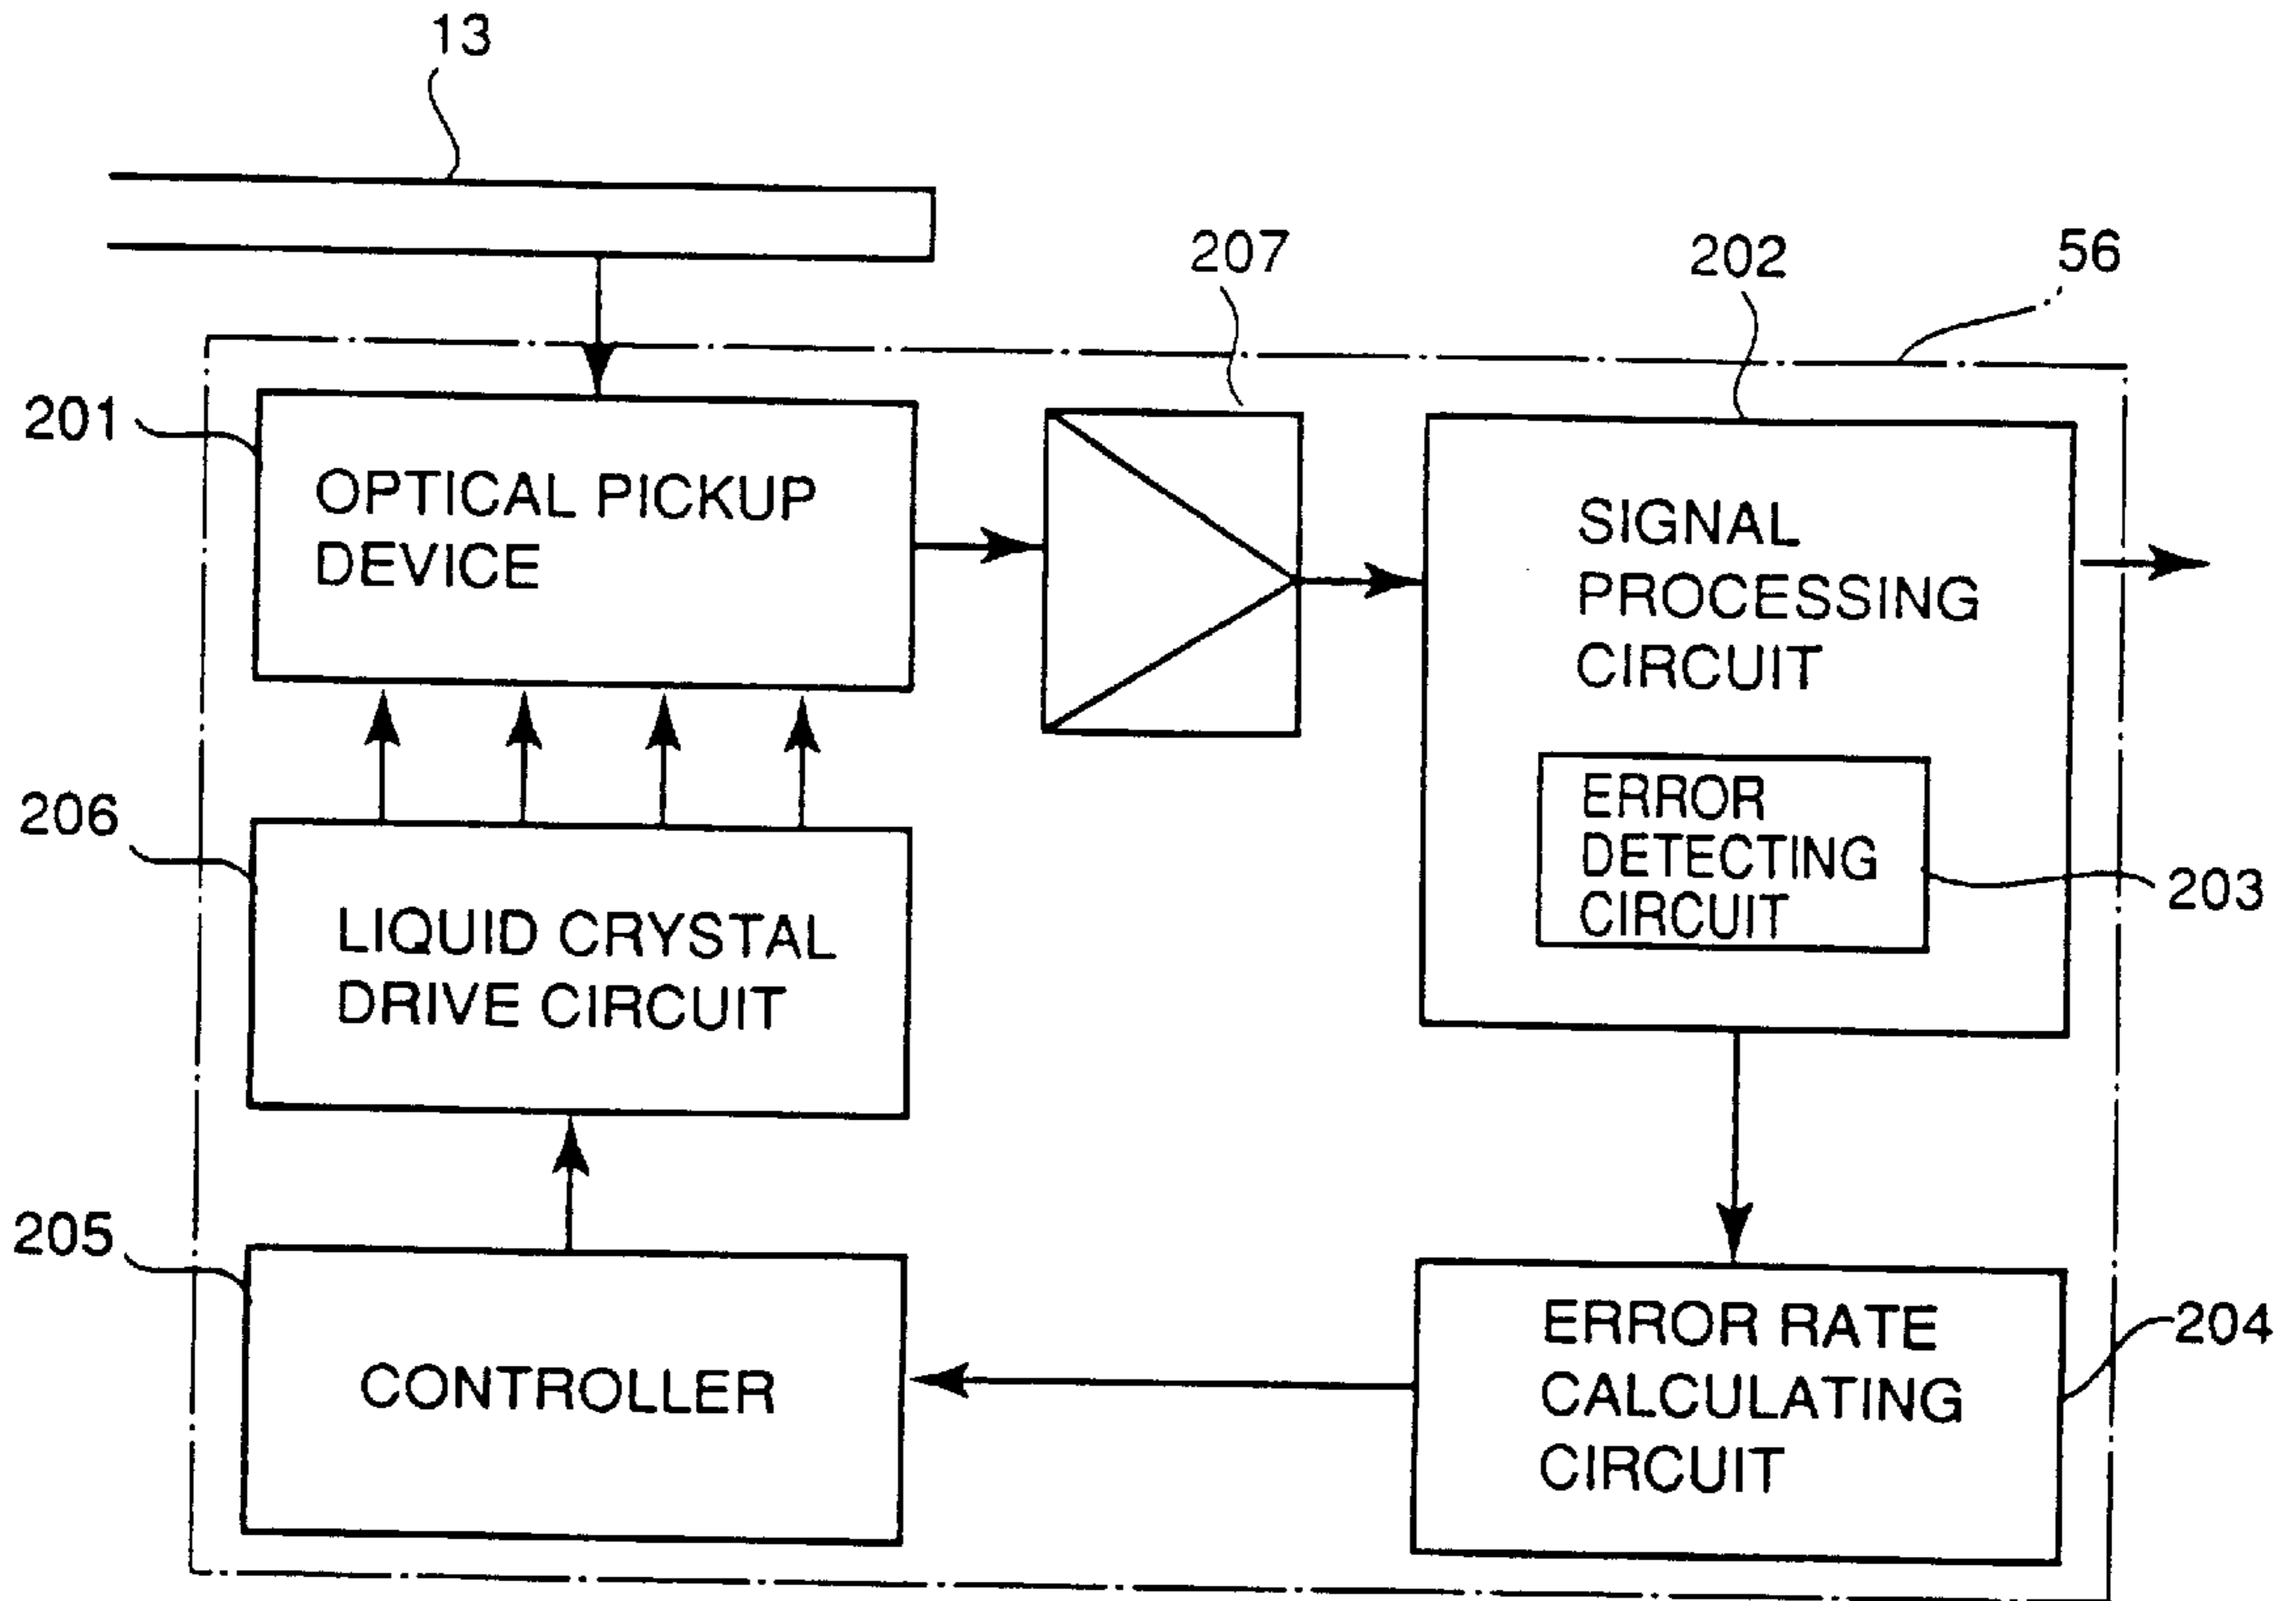 13
207
202
56
201
OPTICAL PICKUP
DEVICE
SIGNAL
PROCESSING
CIRCUIT
ERROR
DETECTING
CIRCUIT
203
206
LIQUID CRYSTAL
DRIVE CIRCUIT
205
CONTROLLER
ERROR RATE
CALCULATING
CIRCUIT
204